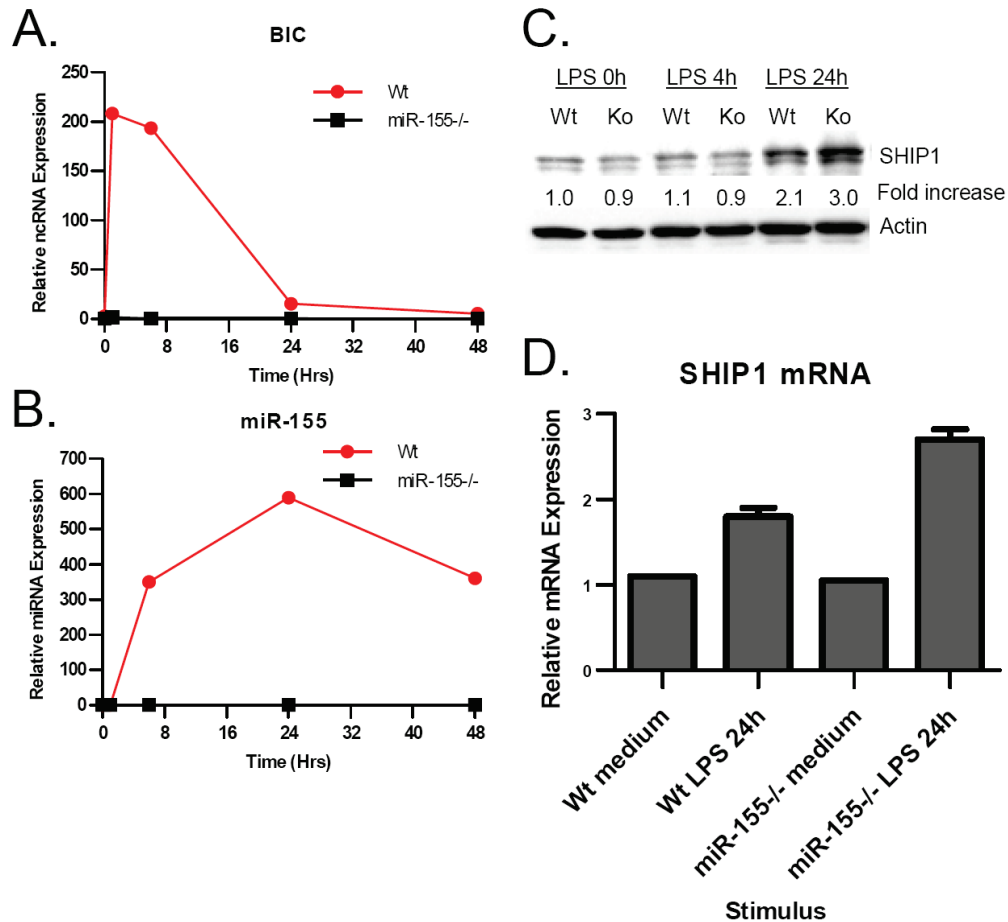 A.
BIC
Relative ncRNA Expression
250
200
150
100
50
0
0 8 16 24 32 40 48
Time (Hrs)
Wt
miR-155-/-
B.
miR-155
Relative miRNA Expression
700
600
500
400
300
200
100
0
0 8 16 24 32 40 48
Time (Hrs)
Wt
miR-155-/-
C.
LPS 0h LPS 4h LPS 24h
Wt Ko Wt Ko Wt Ko
SHIP1
1.0 0.9 1.1 0.9 2.1 3.0 Fold increase
Actin
D.
SHIP1 mRNA
Relative mRNA Expression
3
2
1
0
Wt medium
Wt LPS 24h
miR-155-/- medium
miR-155-/- LPS 24h
Stimulus